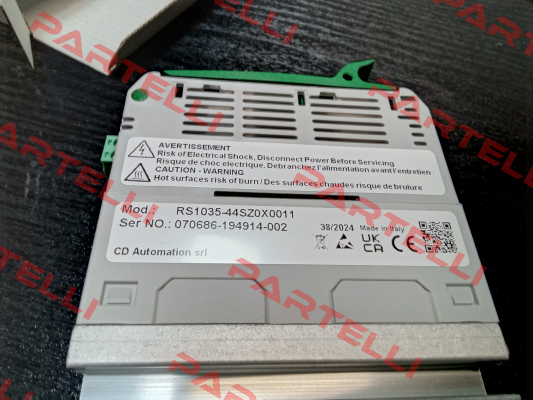 AVERTISSEMENT
Risk of Electrical Shock, Disconnect Power Before Servicing
Risque de choc electrique. Debranchez l'alimentation avant l'entretien
CAUTION - WARNING
Hot surfaces risk of burn / Des surfaces chaudes risque de brulure
Mod.: RS1035-44SZ0X0011
Ser NO.: 070686-194914-002
38/2024 Made in Italy
UK
CA
CE
CD Automation srl
PARTELLI
PARTELLI
PARTELLI
PARTELLI
PARTELLI
PARTELLI
PARTELLI